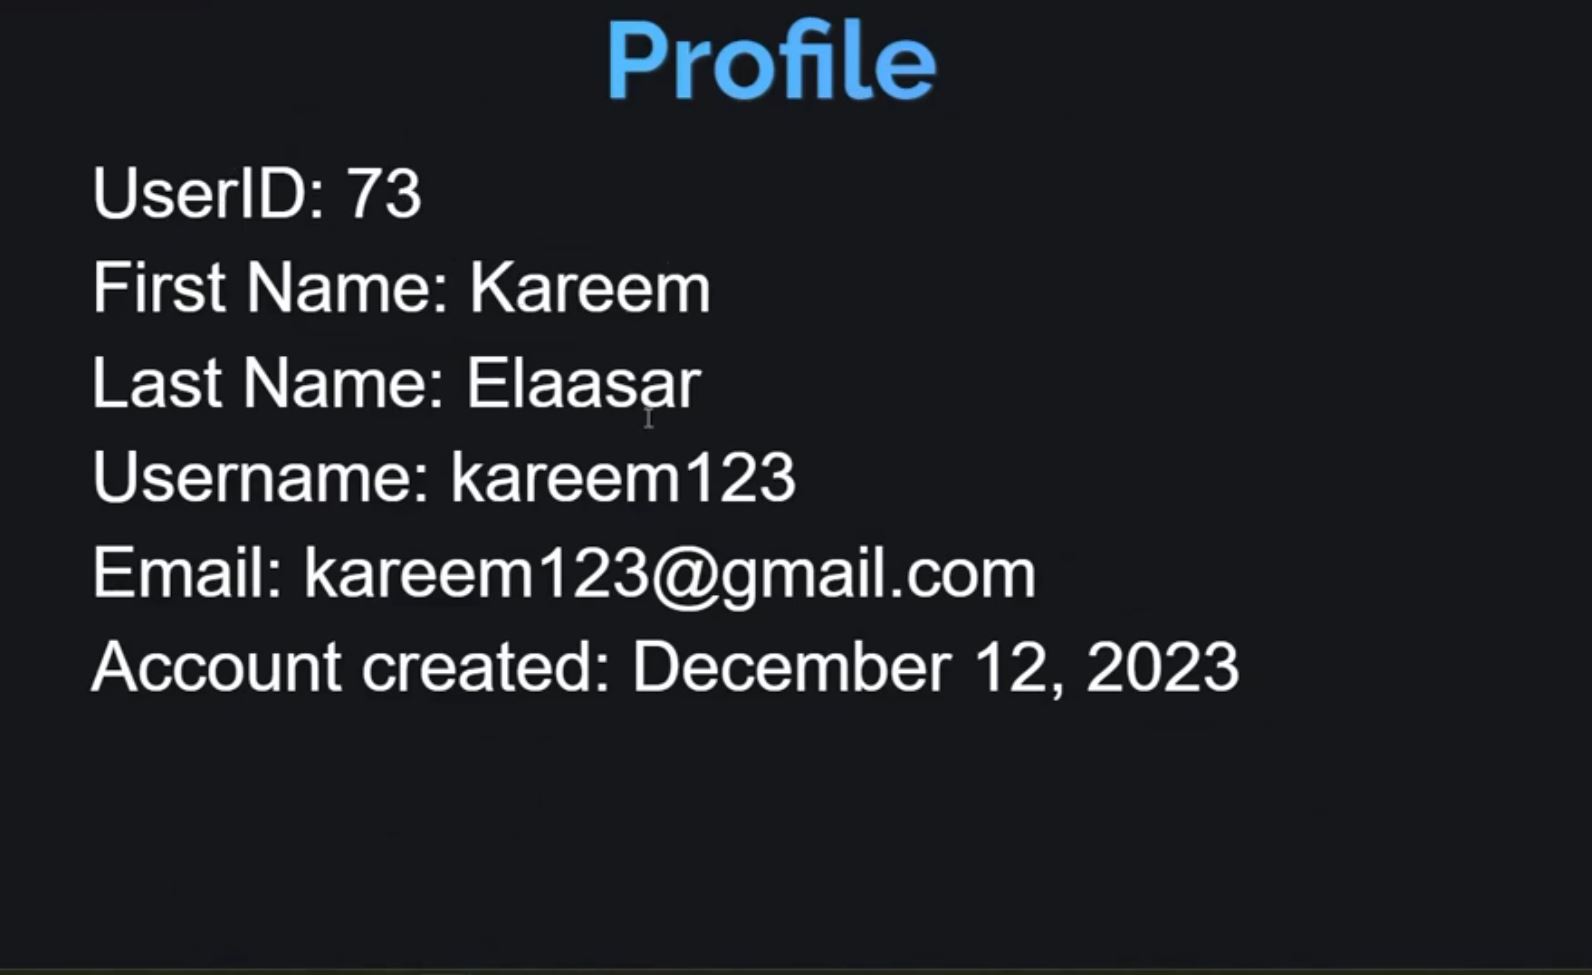 Profile
UserID: 73
First Name: Kareem
Last Name: Elaasar
Username: kareem123
Email: kareem123@gmail.com
Account created: December 12, 2023